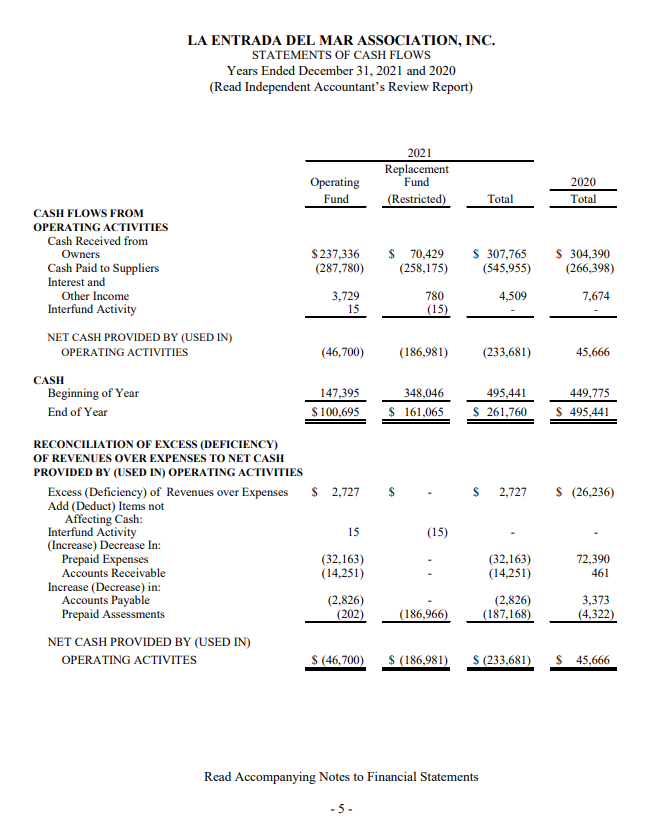 LA ENTRADA DEL MAR ASSOCIATION, INC.
STATEMENTS OF CASH FLOWS
Years Ended December 31, 2021 and 2020
(Read Independent Accountant's Review Report)
2021
Replacement
Operating Fund 2020
Fund (Restricted) Total Total
CASH FLOWS FROM
OPERATING ACTIVITIES
Cash Received from
Owners $ 237,336 $ 70,429 $ 307,765 $ 304,390
Cash Paid to Suppliers (287,780) (258,175) (545,955) (266,398)
Interest and
Other Income 3,729 780 4,509 7,674
Interfund Activity 15 (15) - -
NET CASH PROVIDED BY (USED IN)
OPERATING ACTIVITIES (46,700) (186,981) (233,681) 45,666
CASH
Beginning of Year 147,395 348,046 495,441 449,775
End of Year $ 100,695 $ 161,065 $ 261,760 $ 495,441
RECONCILIATION OF EXCESS (DEFICIENCY)
OF REVENUES OVER EXPENSES TO NET CASH
PROVIDED BY (USED IN) OPERATING ACTIVITIES
Excess (Deficiency) of Revenues over Expenses $ 2,727 $ - $ 2,727 $ (26,236)
Add (Deduct) Items not
Affecting Cash:
Interfund Activity 15 (15) - -
(Increase) Decrease In:
Prepaid Expenses (32,163) - (32,163) 72,390
Accounts Receivable (14,251) - (14,251) 461
Increase (Decrease) in:
Accounts Payable (2,826) - (2,826) 3,373
Prepaid Assessments (202) (186,966) (187,168) (4,322)
NET CASH PROVIDED BY (USED IN)
OPERATING ACTIVITES $ (46,700) $ (186,981) $ (233,681) $ 45,666
Read Accompanying Notes to Financial Statements
- 5 -